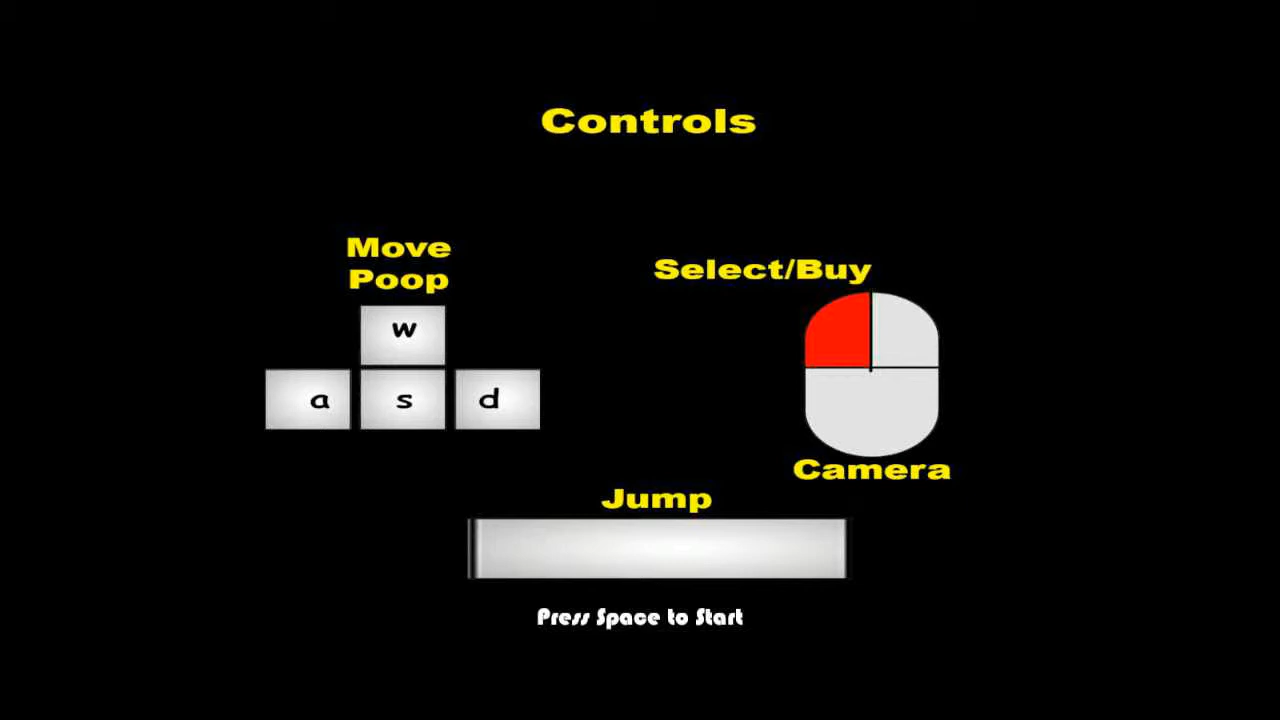 Controls
Move
Poop
Select/Buy
w
a s d
Camera
Jump
Press Space to Start